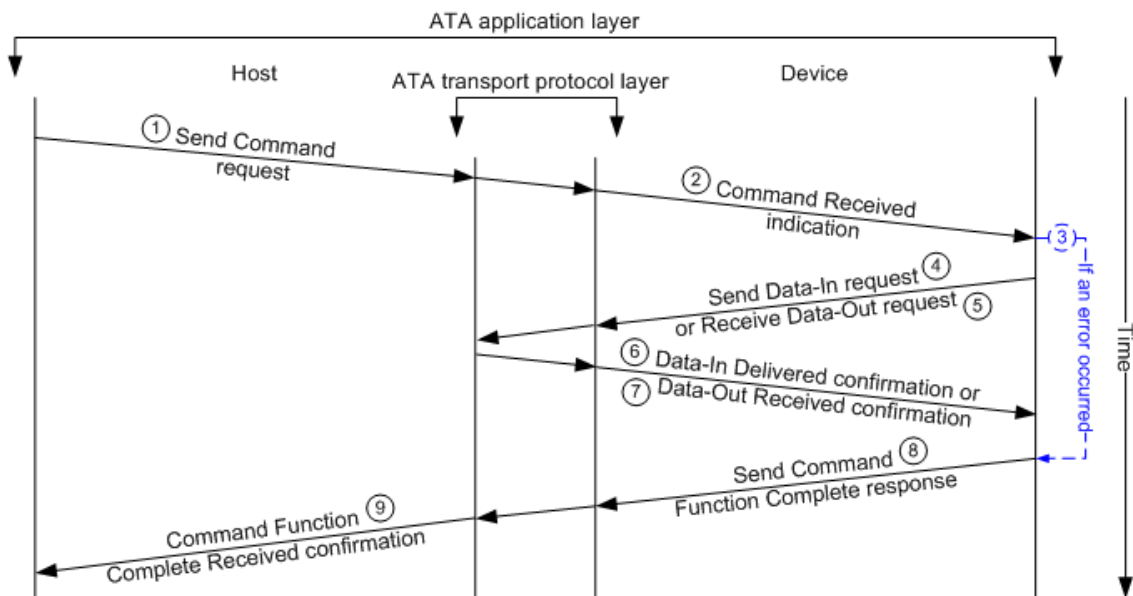 ATA application layer
Host
Device
ATA transport protocol layer
① Send Command
request
② Command Received
indication
③
If an error occurred
Send Data-In request ④
or Receive Data-Out request ⑤
⑥ Data-In Delivered confirmation or
⑦ Data-Out Received confirmation
Time
Send Command ⑧
Function Complete response
Command Function ⑨
Complete Received confirmation